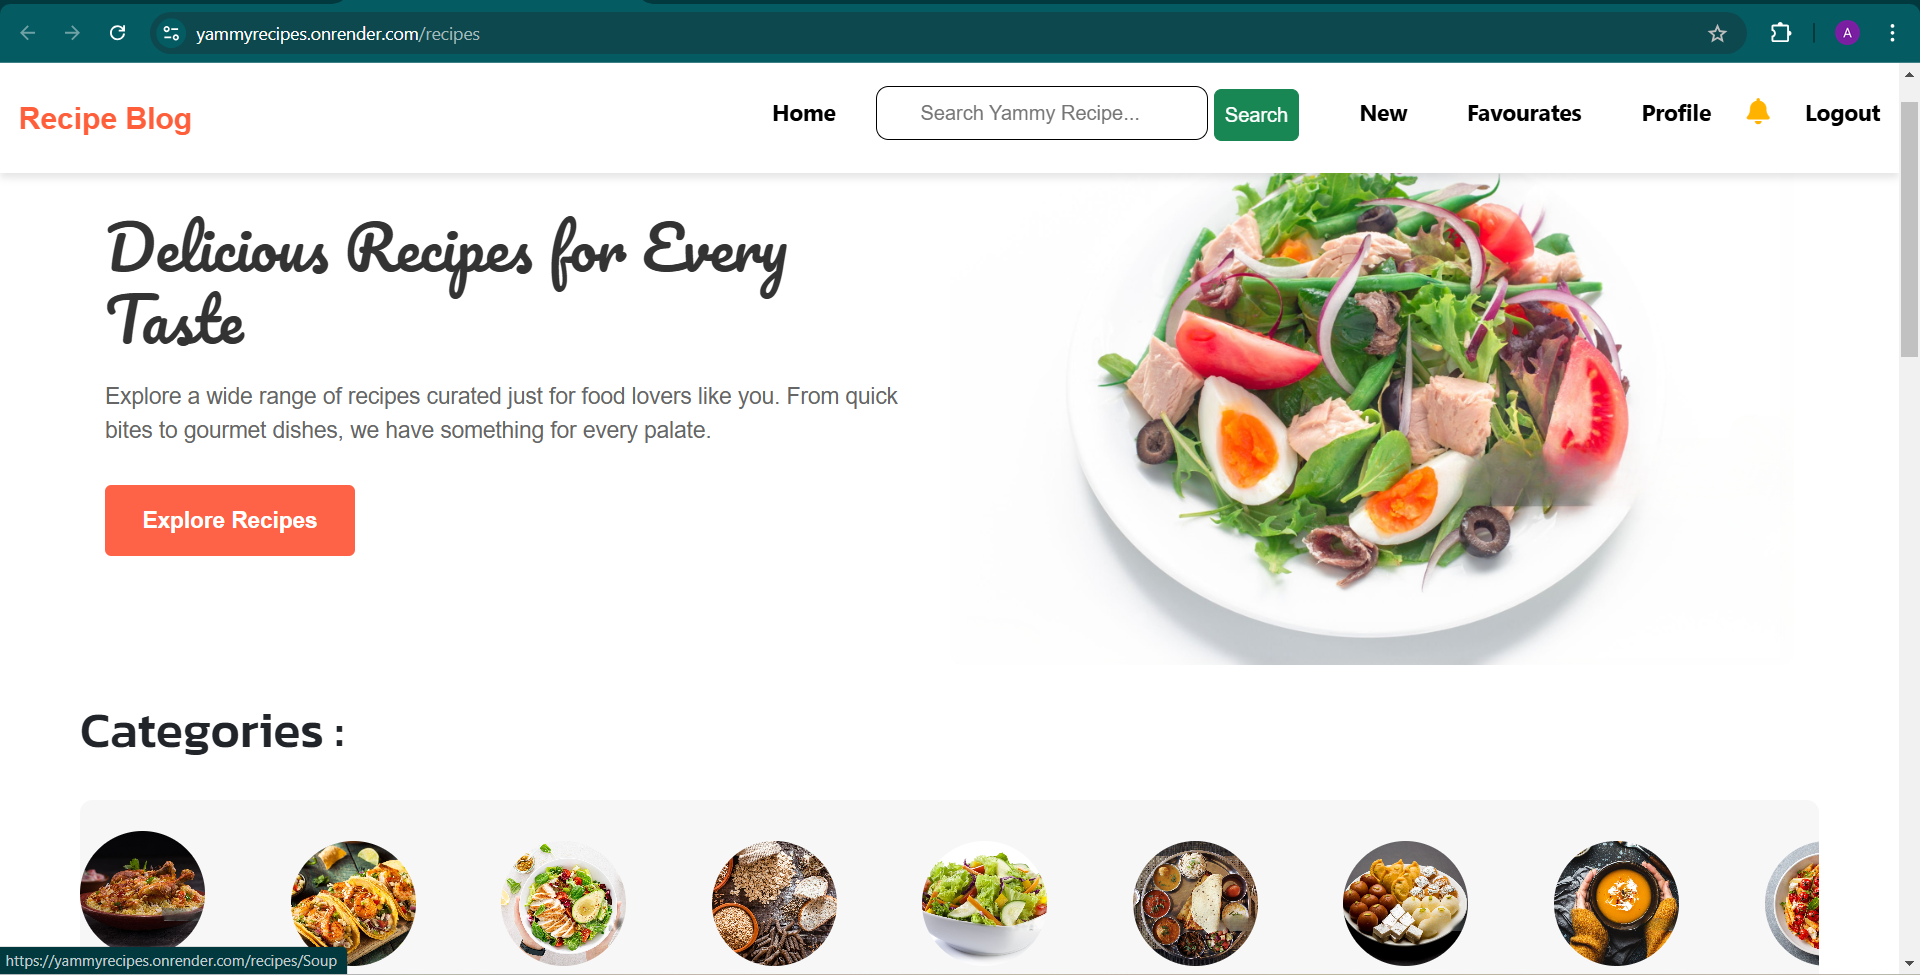 yammyrecipes.onrender.com/recipes
A
Recipe Blog
Home
Search Yammy Recipe...
Search
New
Favourates
Profile
Logout
Delicious Recipes for Every
Taste
Explore a wide range of recipes curated just for food lovers like you. From quick
bites to gourmet dishes, we have something for every palate.
Explore Recipes
Categories :
https://yammyrecipes.onrender.com/recipes/Soup